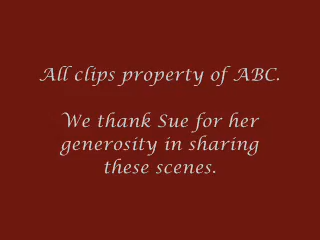 All clips property of ABC.
We thank Sue for her
generosity in sharing
these scenes.